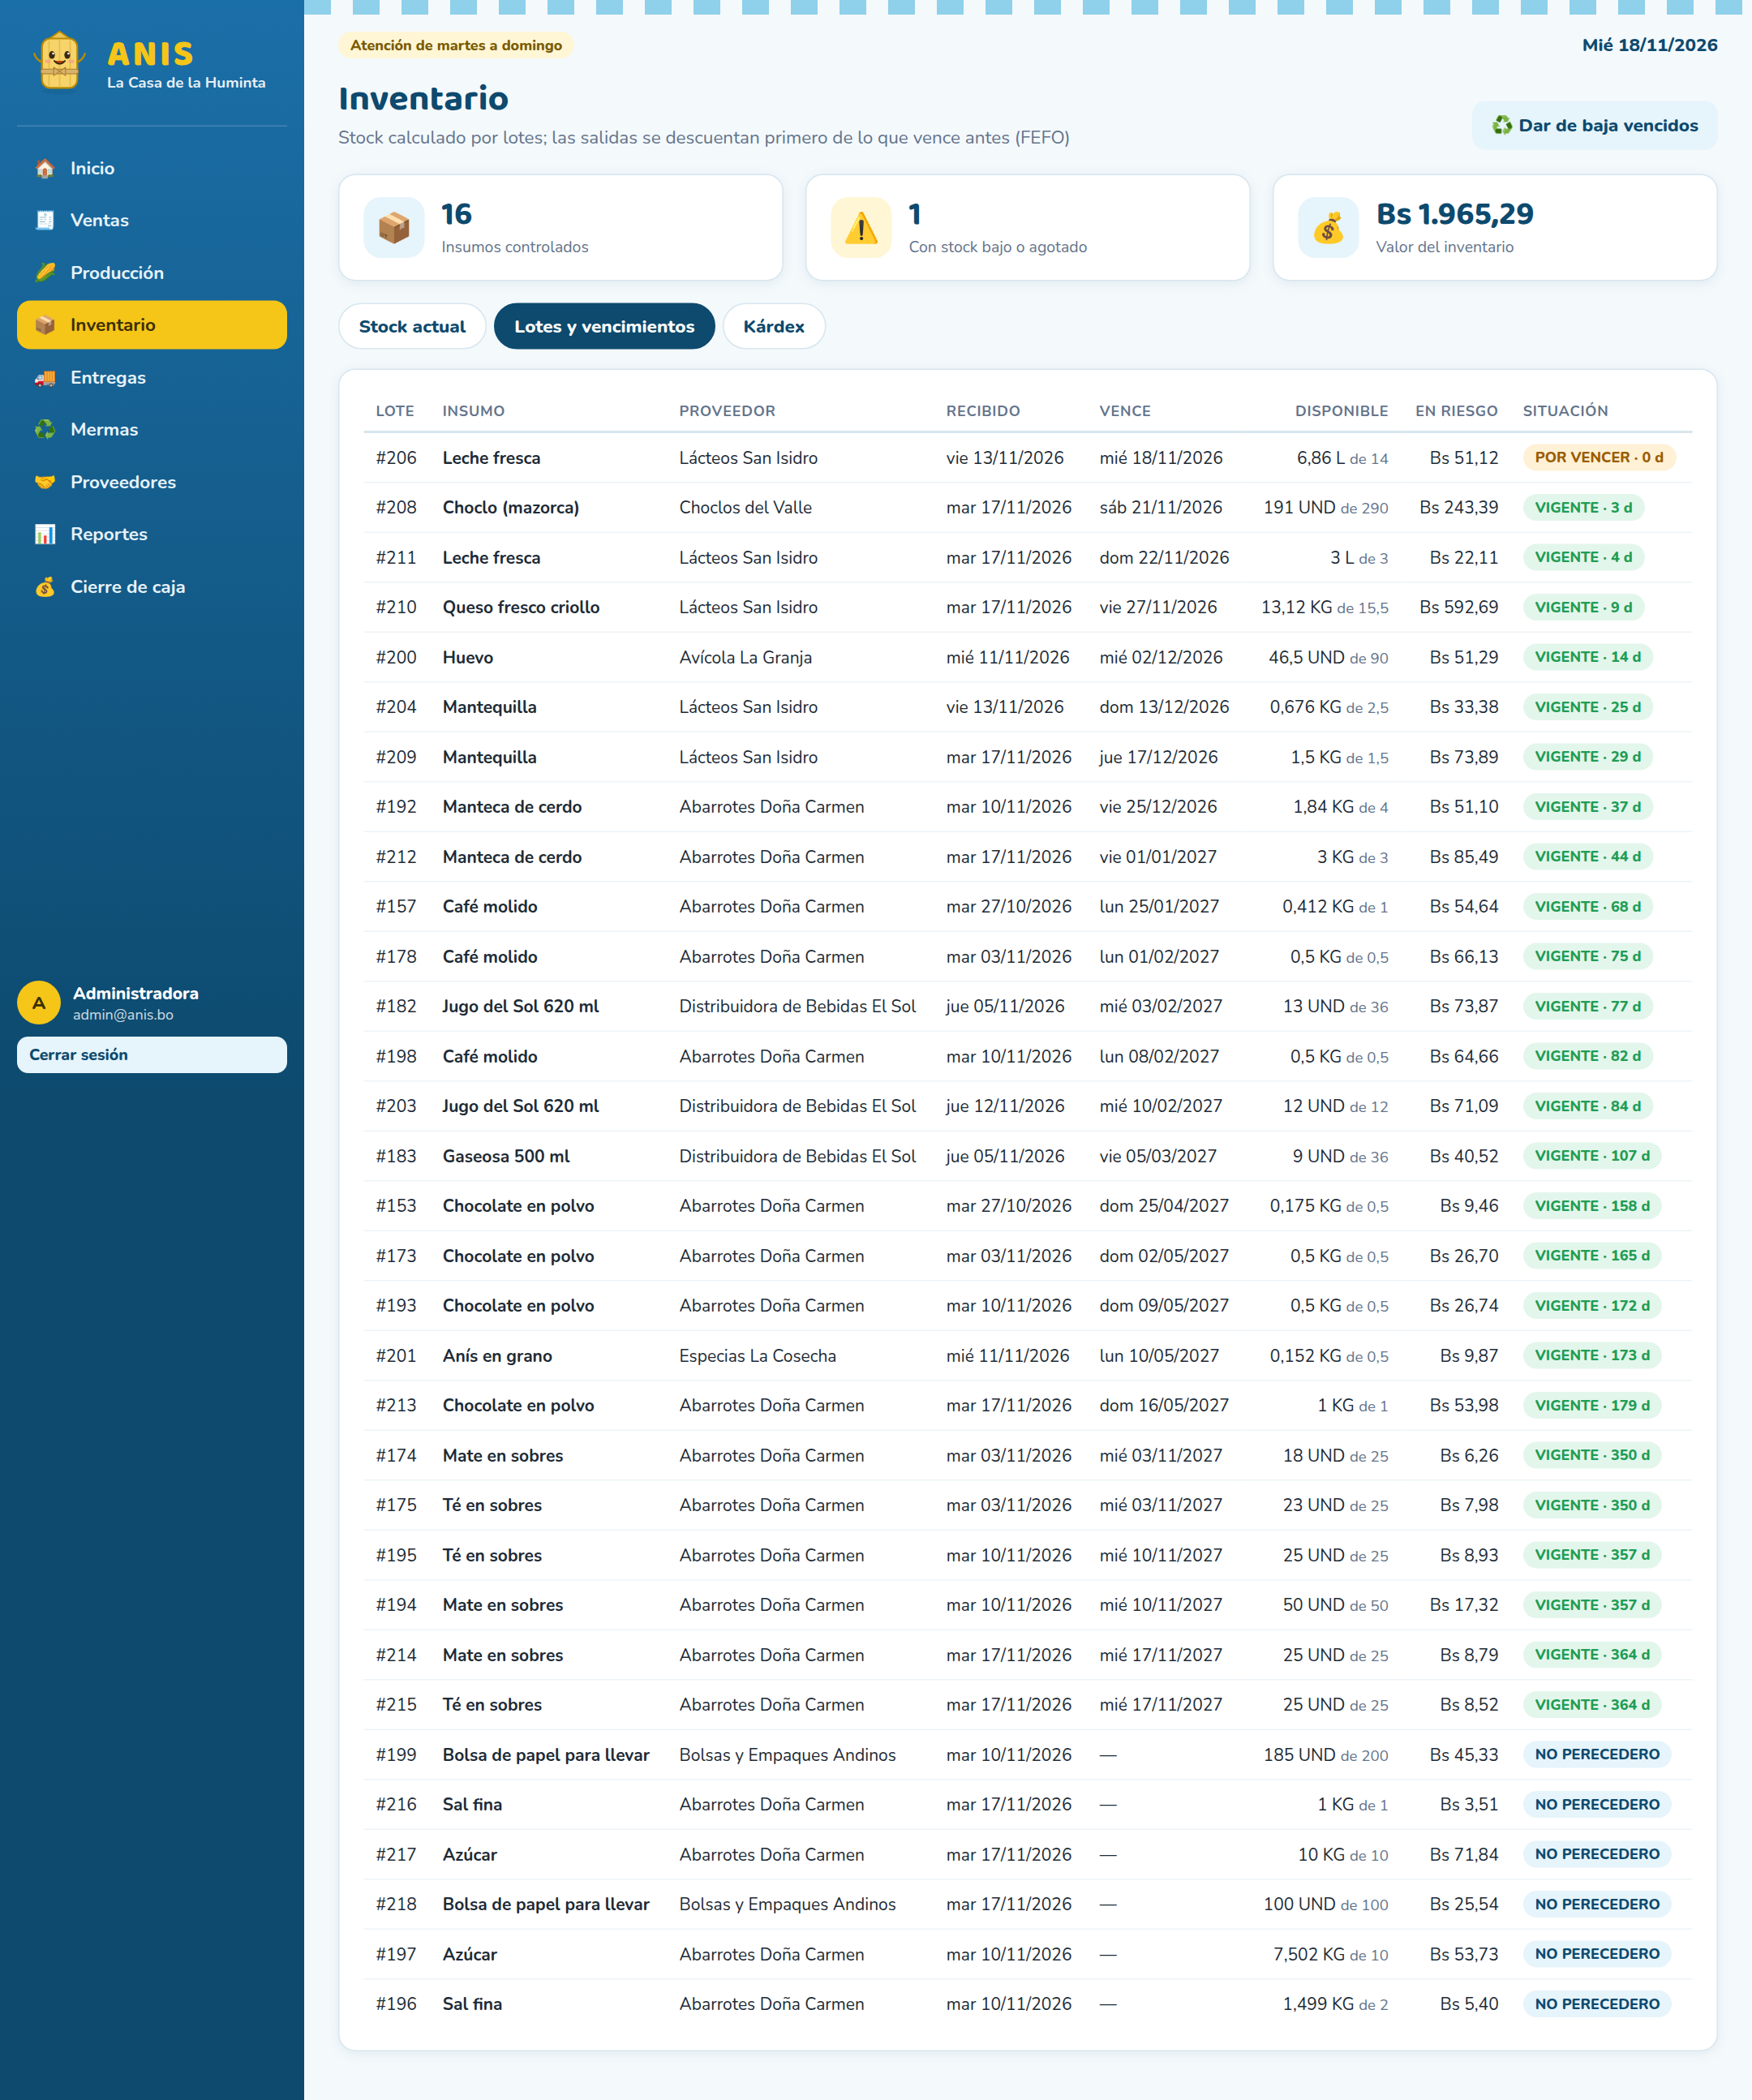 ANIS
La Casa de la Huminta
Inicio
Ventas
Producción
Inventario
Entregas
Mermas
Proveedores
Reportes
Cierre de caja
A
Administradora
admin@anis.bo
Cerrar sesión
Atención de martes a domingo
Mié 18/11/2026
Inventario
Stock calculado por lotes; las salidas se descuentan primero de lo que vence antes (FEFO)
Dar de baja vencidos
16
Insumos controlados
1
Con stock bajo o agotado
Bs 1.965,29
Valor del inventario
Stock actual Lotes y vencimientos Kárdex
LOTE INSUMO PROVEEDOR RECIBIDO VENCE DISPONIBLE EN RIESGO SITUACIÓN
#206 Leche fresca Lácteos San Isidro vie 13/11/2026 mié 18/11/2026 6,86 L de 14 Bs 51,12 POR VENCER · 0 d
#208 Choclo (mazorca) Choclos del Valle mar 17/11/2026 sáb 21/11/2026 191 UND de 290 Bs 243,39 VIGENTE · 3 d
#211 Leche fresca Lácteos San Isidro mar 17/11/2026 dom 22/11/2026 3 L de 3 Bs 22,11 VIGENTE · 4 d
#210 Queso fresco criollo Lácteos San Isidro mar 17/11/2026 vie 27/11/2026 13,12 KG de 15,5 Bs 592,69 VIGENTE · 9 d
#200 Huevo Avícola La Granja mié 11/11/2026 mié 02/12/2026 46,5 UND de 90 Bs 51,29 VIGENTE · 14 d
#204 Mantequilla Lácteos San Isidro vie 13/11/2026 dom 13/12/2026 0,676 KG de 2,5 Bs 33,38 VIGENTE · 25 d
#209 Mantequilla Lácteos San Isidro mar 17/11/2026 jue 17/12/2026 1,5 KG de 1,5 Bs 73,89 VIGENTE · 29 d
#192 Manteca de cerdo Abarrotes Doña Carmen mar 10/11/2026 vie 25/12/2026 1,84 KG de 4 Bs 51,10 VIGENTE · 37 d
#212 Manteca de cerdo Abarrotes Doña Carmen mar 17/11/2026 vie 01/01/2027 3 KG de 3 Bs 85,49 VIGENTE · 44 d
#157 Café molido Abarrotes Doña Carmen mar 27/10/2026 lun 25/01/2027 0,412 KG de 1 Bs 54,64 VIGENTE · 68 d
#178 Café molido Abarrotes Doña Carmen mar 03/11/2026 lun 01/02/2027 0,5 KG de 0,5 Bs 66,13 VIGENTE · 75 d
#182 Jugo del Sol 620 ml Distribuidora de Bebidas El Sol jue 05/11/2026 mié 03/02/2027 13 UND de 36 Bs 73,87 VIGENTE · 77 d
#198 Café molido Abarrotes Doña Carmen mar 10/11/2026 lun 08/02/2027 0,5 KG de 0,5 Bs 64,66 VIGENTE · 82 d
#203 Jugo del Sol 620 ml Distribuidora de Bebidas El Sol jue 12/11/2026 mié 10/02/2027 12 UND de 12 Bs 71,09 VIGENTE · 84 d
#183 Gaseosa 500 ml Distribuidora de Bebidas El Sol jue 05/11/2026 vie 05/03/2027 9 UND de 36 Bs 40,52 VIGENTE · 107 d
#153 Chocolate en polvo Abarrotes Doña Carmen mar 27/10/2026 dom 25/04/2027 0,175 KG de 0,5 Bs 9,46 VIGENTE · 158 d
#173 Chocolate en polvo Abarrotes Doña Carmen mar 03/11/2026 dom 02/05/2027 0,5 KG de 0,5 Bs 26,70 VIGENTE · 165 d
#193 Chocolate en polvo Abarrotes Doña Carmen mar 10/11/2026 dom 09/05/2027 0,5 KG de 0,5 Bs 26,74 VIGENTE · 172 d
#201 Anís en grano Especias La Cosecha mié 11/11/2026 lun 10/05/2027 0,152 KG de 0,5 Bs 9,87 VIGENTE · 173 d
#213 Chocolate en polvo Abarrotes Doña Carmen mar 17/11/2026 dom 16/05/2027 1 KG de 1 Bs 53,98 VIGENTE · 179 d
#174 Mate en sobres Abarrotes Doña Carmen mar 03/11/2026 mié 03/11/2027 18 UND de 25 Bs 6,26 VIGENTE · 350 d
#175 Té en sobres Abarrotes Doña Carmen mar 03/11/2026 mié 03/11/2027 23 UND de 25 Bs 7,98 VIGENTE · 350 d
#195 Té en sobres Abarrotes Doña Carmen mar 10/11/2026 mié 10/11/2027 25 UND de 25 Bs 8,93 VIGENTE · 357 d
#194 Mate en sobres Abarrotes Doña Carmen mar 10/11/2026 mié 10/11/2027 50 UND de 50 Bs 17,32 VIGENTE · 357 d
#214 Mate en sobres Abarrotes Doña Carmen mar 17/11/2026 mié 17/11/2027 25 UND de 25 Bs 8,79 VIGENTE · 364 d
#215 Té en sobres Abarrotes Doña Carmen mar 17/11/2026 mié 17/11/2027 25 UND de 25 Bs 8,52 VIGENTE · 364 d
#199 Bolsa de papel para llevar Bolsas y Empaques Andinos mar 10/11/2026 — 185 UND de 200 Bs 45,33 NO PERECEDERO
#216 Sal fina Abarrotes Doña Carmen mar 17/11/2026 — 1 KG de 1 Bs 3,51 NO PERECEDERO
#217 Azúcar Abarrotes Doña Carmen mar 17/11/2026 — 10 KG de 10 Bs 71,84 NO PERECEDERO
#218 Bolsa de papel para llevar Bolsas y Empaques Andinos mar 17/11/2026 — 100 UND de 100 Bs 25,54 NO PERECEDERO
#197 Azúcar Abarrotes Doña Carmen mar 10/11/2026 — 7,502 KG de 10 Bs 53,73 NO PERECEDERO
#196 Sal fina Abarrotes Doña Carmen mar 10/11/2026 — 1,499 KG de 2 Bs 5,40 NO PERECEDERO